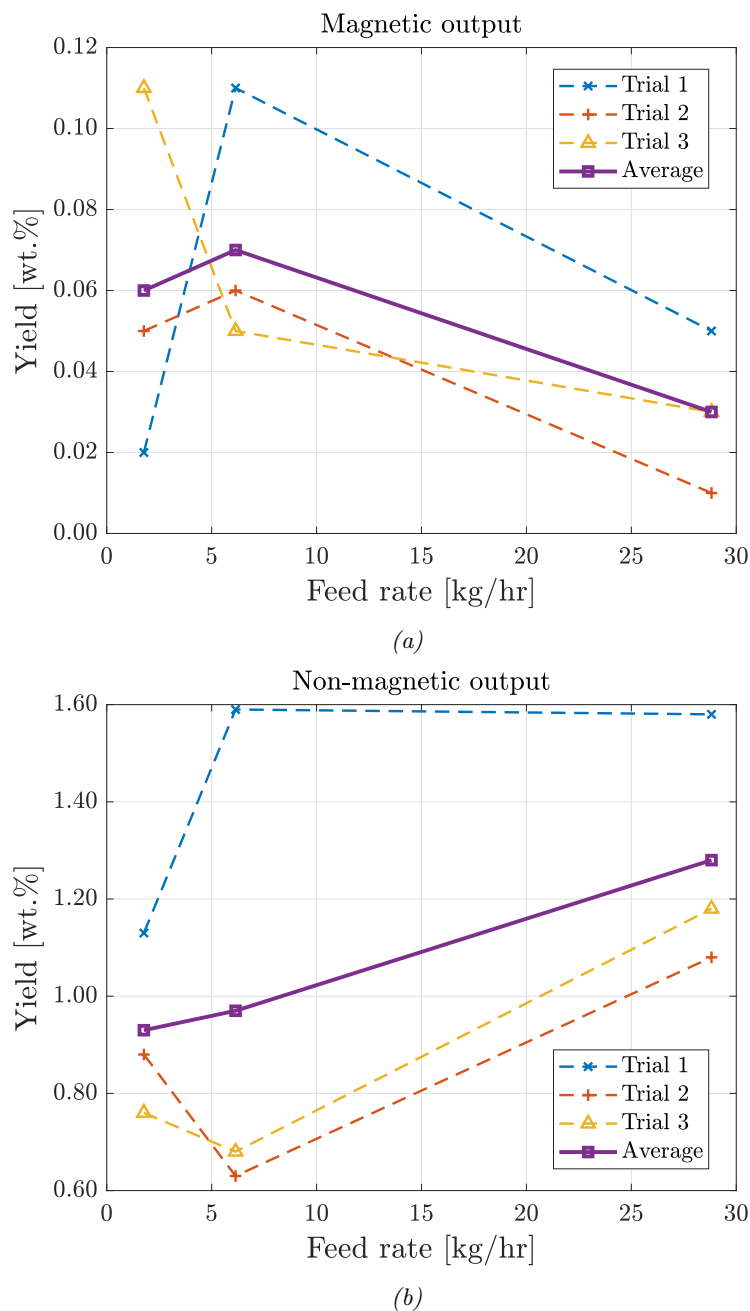 Magnetic output
0.12
0.10
0.08
0.06
0.04
0.02
0.00
Yield [wt.%]
Trial 1
Trial 2
Trial 3
Average
0 5 10 15 20 25 30
Feed rate [kg/hr]
(a)
Non-magnetic output
1.60
1.40
1.20
1.00
0.80
0.60
Yield [wt.%]
Trial 1
Trial 2
Trial 3
Average
0 5 10 15 20 25 30
Feed rate [kg/hr]
(b)